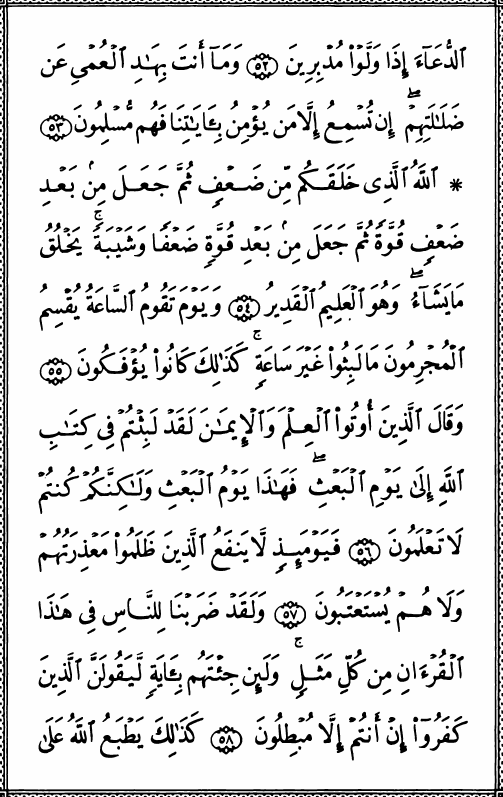 ٱلدُّعَآءَ إِذَا وَلَّوۡاْ مُدۡبِرِينَ ٥٢ وَمَآ أَنتَ بِهَٰدِ ٱلۡعُمۡيِ عَن
ضَلَٰلَتِهِمۡۖ إِن تُسۡمِعُ إِلَّا مَن يُؤۡمِنُ بِـَٔايَٰتِنَا فَهُم مُّسۡلِمُونَ ٥٣
* ٱللَّهُ ٱلَّذِي خَلَقَكُم مِّن ضَعۡفٖ ثُمَّ جَعَلَ مِنۢ بَعۡدِ
ضَعۡفٖ قُوَّةٗ ثُمَّ جَعَلَ مِنۢ بَعۡدِ قُوَّةٖ ضَعۡفٗا وَشَيۡبَةٗۚ يَخۡلُقُ
مَا يَشَآءُۖ وَهُوَ ٱلۡعَلِيمُ ٱلۡقَدِيرُ ٥٤ وَيَوۡمَ تَقُومُ ٱلسَّاعَةُ يُقۡسِمُ
ٱلۡمُجۡرِمُونَ مَا لَبِثُواْ غَيۡرَ سَاعَةٖۚ كَذَٰلِكَ كَانُواْ يُؤۡفَكُونَ ٥٥
وَقَالَ ٱلَّذِينَ أُوتُواْ ٱلۡعِلۡمَ وَٱلۡإِيمَٰنَ لَقَدۡ لَبِثۡتُمۡ فِي كِتَٰبِ
ٱللَّهِ إِلَىٰ يَوۡمِ ٱلۡبَعۡثِۖ فَهَٰذَا يَوۡمُ ٱلۡبَعۡثِ وَلَٰكِنَّكُمۡ كُنتُمۡ
لَا تَعۡلَمُونَ ٥٦ فَيَوۡمَئِذٖ لَّا يَنفَعُ ٱلَّذِينَ ظَلَمُواْ مَعۡذِرَتُهُمۡ
وَلَا هُمۡ يُسۡتَعۡتَبُونَ ٥٧ وَلَقَدۡ ضَرَبۡنَا لِلنَّاسِ فِي هَٰذَا
ٱلۡقُرۡءَانِ مِن كُلِّ مَثَلٖۚ وَلَئِن جِئۡتَهُم بِـَٔايَةٖ لَّيَقُولَنَّ ٱلَّذِينَ
كَفَرُوٓاْ إِنۡ أَنتُمۡ إِلَّا مُبۡطِلُونَ ٥٨ كَذَٰلِكَ يَطۡبَعُ ٱللَّهُ عَلَىٰ